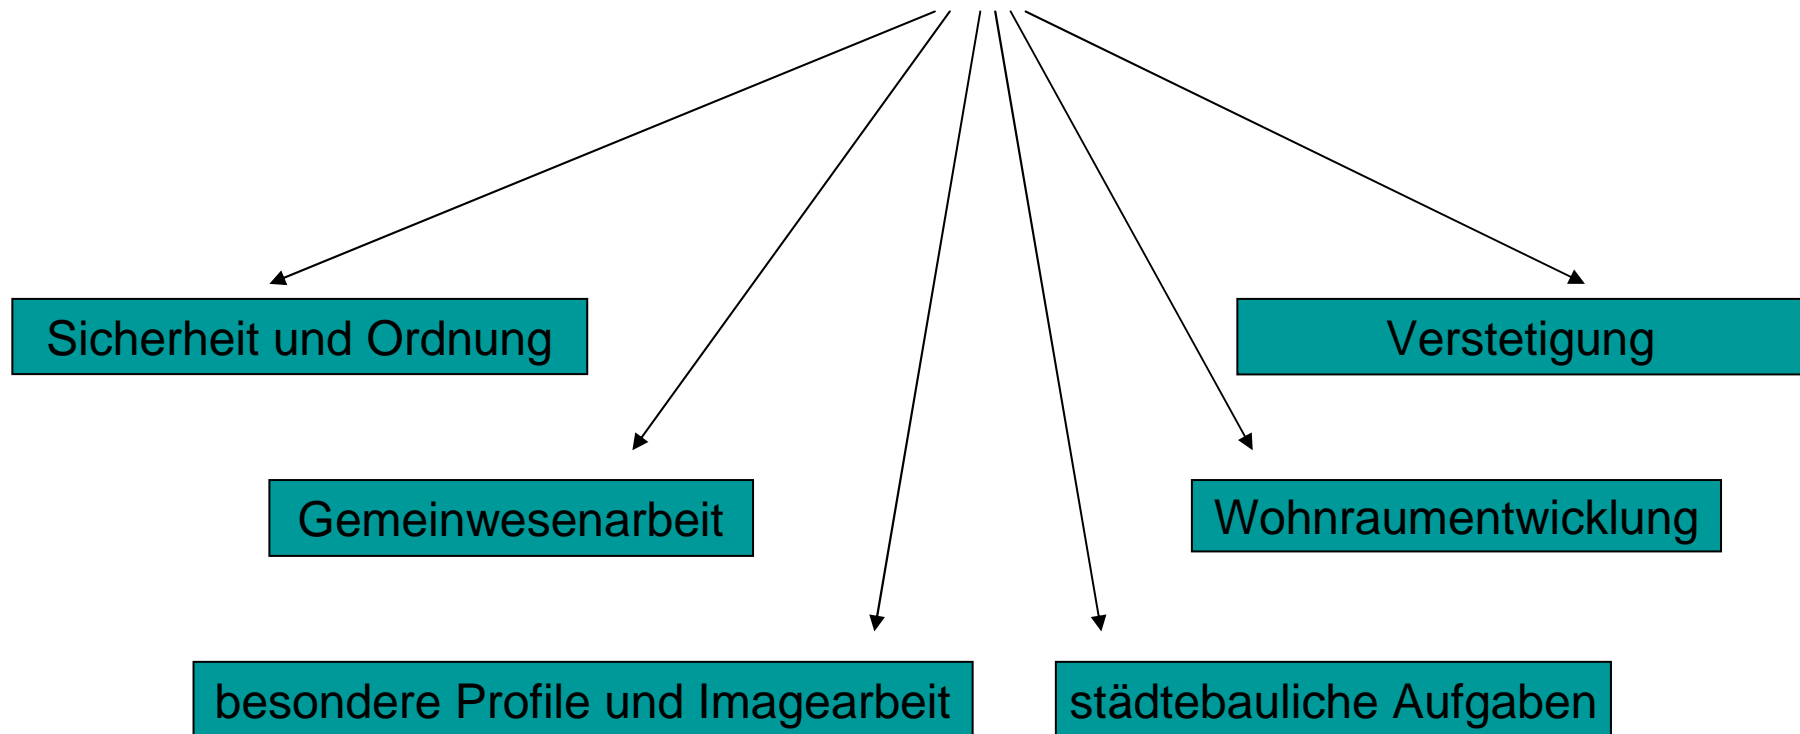 Sicherheit und Ordnung
Verstetigung
Gemeinwesenarbeit
Wohnraumentwicklung
besondere Profile und Imagearbeit
städtebauliche Aufgaben